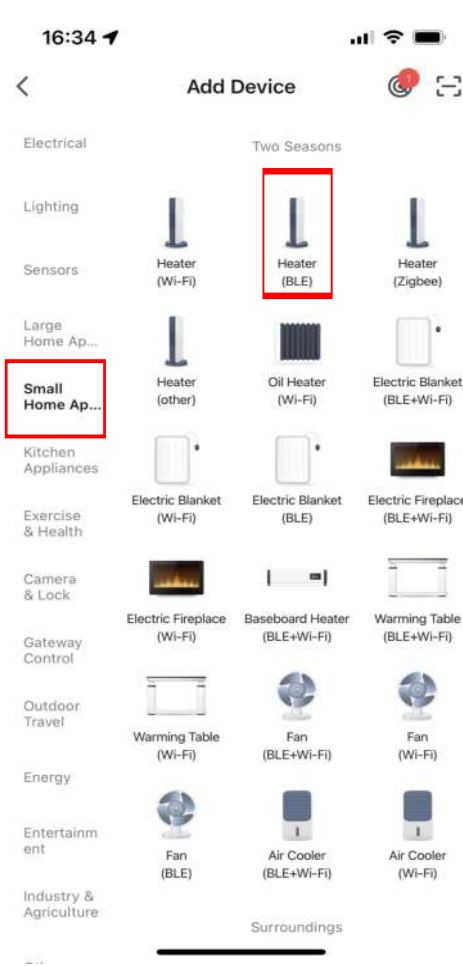 16:34
Add Device
1
Electrical
Lighting
Sensors
Large
Home Ap...
Small
Home Ap...
Kitchen
Appliances
Exercise
& Health
Camera
& Lock
Gateway
Control
Outdoor
Travel
Energy
Entertainm
ent
Industry &
Agriculture
Two Seasons
Heater
(Wi-Fi)
Heater
(BLE)
Heater
(Zigbee)
Heater
(other)
Oil Heater
(Wi-Fi)
Electric Blanket
(BLE+Wi-Fi)
Electric Blanket
(Wi-Fi)
Electric Blanket
(BLE)
Electric Fireplace
(BLE+Wi-Fi)
Electric Fireplace
(Wi-Fi)
Baseboard Heater
(BLE+Wi-Fi)
Warming Table
(BLE+Wi-Fi)
Warming Table
(Wi-Fi)
Fan
(BLE+Wi-Fi)
Fan
(Wi-Fi)
Fan
(BLE)
Air Cooler
(BLE+Wi-Fi)
Air Cooler
(Wi-Fi)
Surroundings